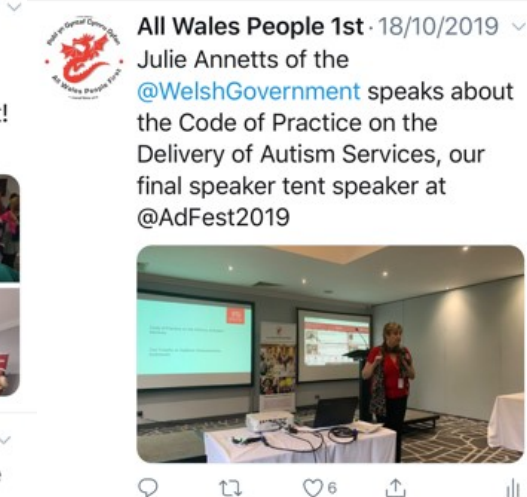 All Wales People 1st · 18/10/2019
Julie Annetts of the
@WelshGovernment speaks about
the Code of Practice on the
Delivery of Autism Services, our
final speaker tent speaker at
@AdFest2019
6